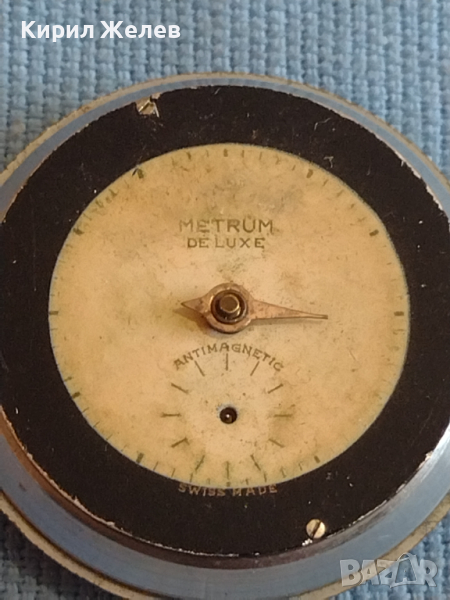 Кирил Желев
METRUM
DE LUXE
ANTIMAGNETIC
SWISS MADE
BAZAR